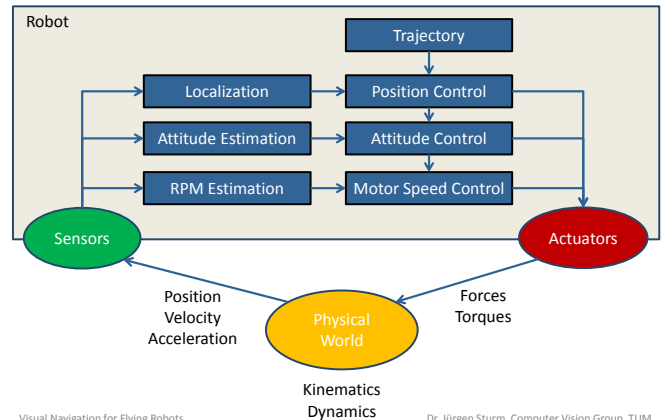 Robot
Trajectory
Localization
Position Control
Attitude Estimation
Attitude Control
RPM Estimation
Motor Speed Control
Sensors
Actuators
Position
Velocity
Acceleration
Forces
Torques
Physical
World
Kinematics
Dynamics
Visual Navigation for Flying Robots
Dr. Jürgen Sturm, Computer Vision Group, TUM